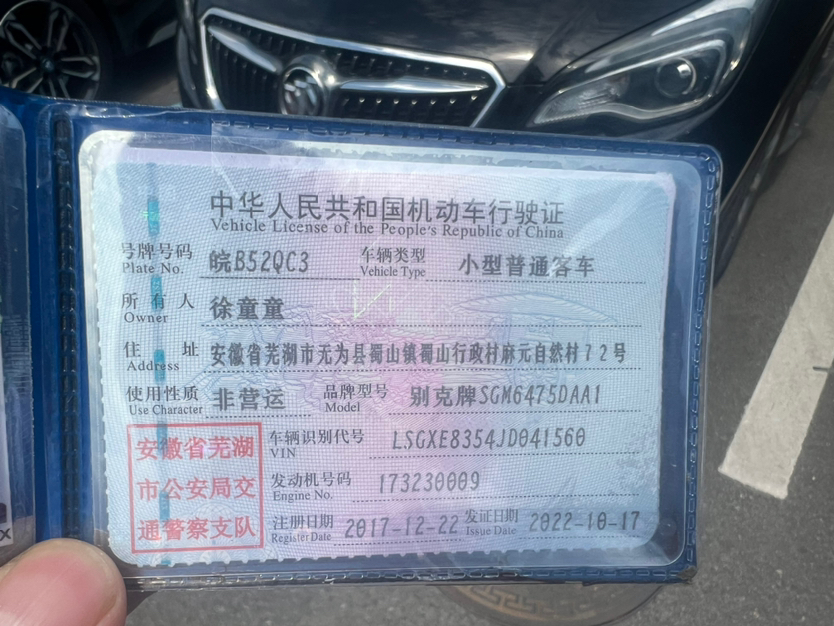 中华人民共和国机动车行驶证
Vehicle License of the People's Republic of China
号牌号码 皖B52QC3 车辆类型 小型普通客车
Plate No. Vehicle Type
所有人 徐童童
Owner
住址 安徽省芜湖市无为县蜀山镇蜀山行政村麻元自然村72号
Address
使用性质 非营运 品牌型号 别克牌SGM6475DAA1
Use Character Model
安徽省芜湖 车辆识别代号 LSGXE8354JD041560
VIN
市公安局交 发动机号码 173230009
Engine No.
通警察支队 注册日期 2017-12-22 发证日期 2022-10-17
Register Date Issue Date
X